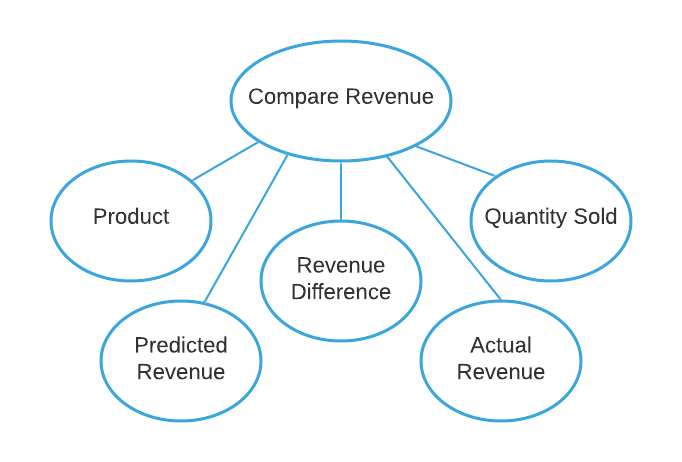 Compare Revenue
Product
Quantity Sold
Revenue
Difference
Predicted
Revenue
Actual
Revenue